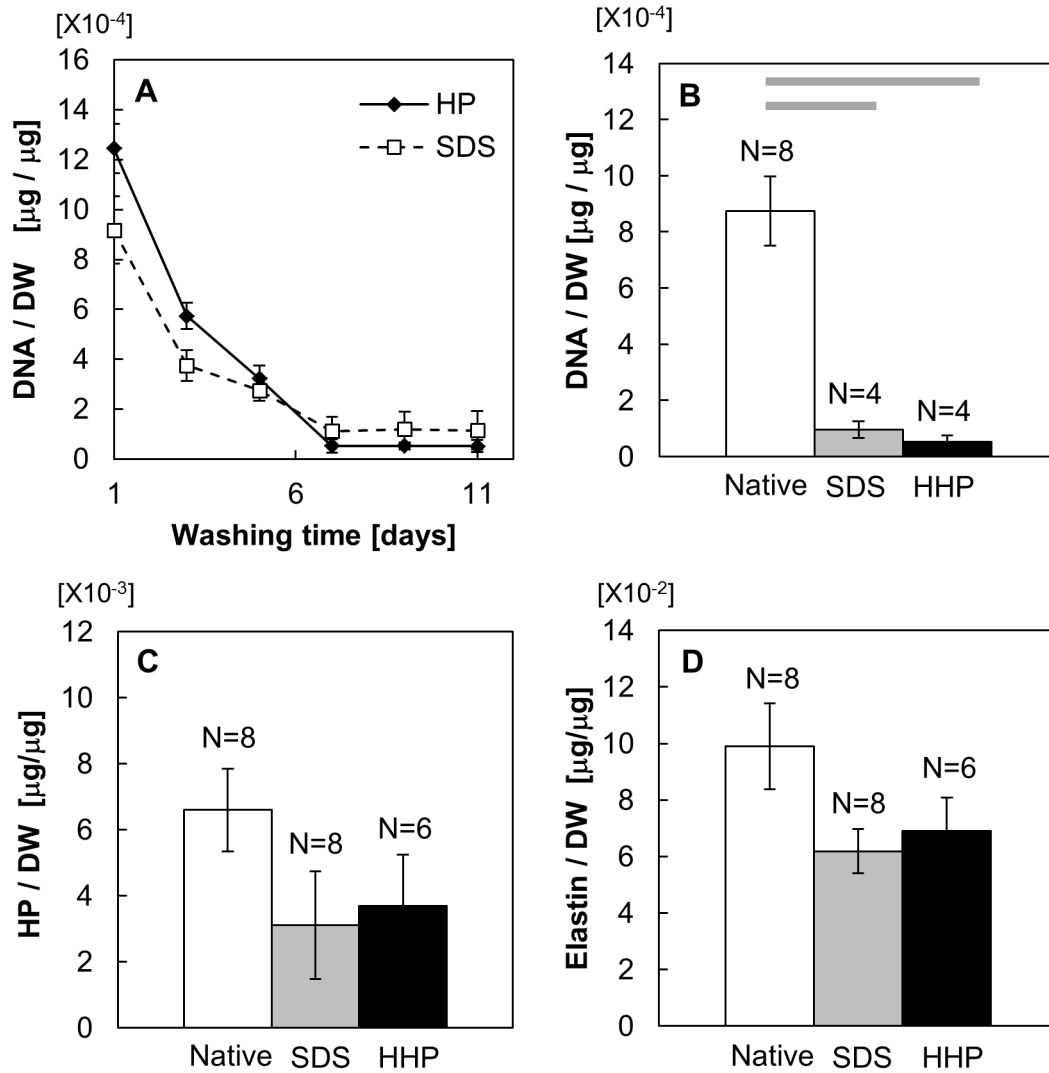 [X10⁻⁴]
A
HP
SDS
16
14
12
10
8
6
4
2
0
DNA / DW [μg / μg]
1 6 11
Washing time [days]
[X10⁻⁴]
B
14
12
10
8
6
4
2
0
DNA / DW [μg / μg]
N=8
N=4
N=4
Native SDS HHP
[X10⁻³]
C
12
10
8
6
4
2
0
HP / DW [μg/μg]
N=8
N=8
N=6
Native SDS HHP
[X10⁻²]
D
14
12
10
8
6
4
2
0
Elastin / DW [μg/μg]
N=8
N=8
N=6
Native SDS HHP